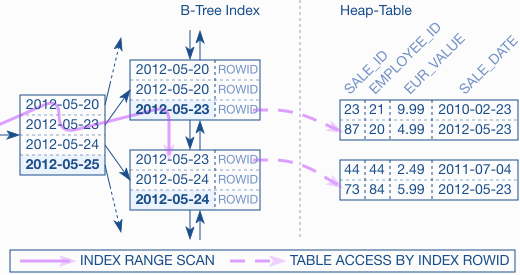 B-Tree Index
Heap-Table
SALE_ID
EMPLOYEE_ID
EUR_VALUE
SALE_DATE
2012-05-20
2012-05-23
2012-05-24
2012-05-25
2012-05-20 ROWID
2012-05-20 ROWID
2012-05-23 ROWID
2012-05-23 ROWID
2012-05-24 ROWID
2012-05-24 ROWID
23 21 9.99 2010-02-23
87 20 4.99 2012-05-23
44 44 2.49 2011-07-04
73 84 5.99 2012-05-23
INDEX RANGE SCAN
TABLE ACCESS BY INDEX ROWID